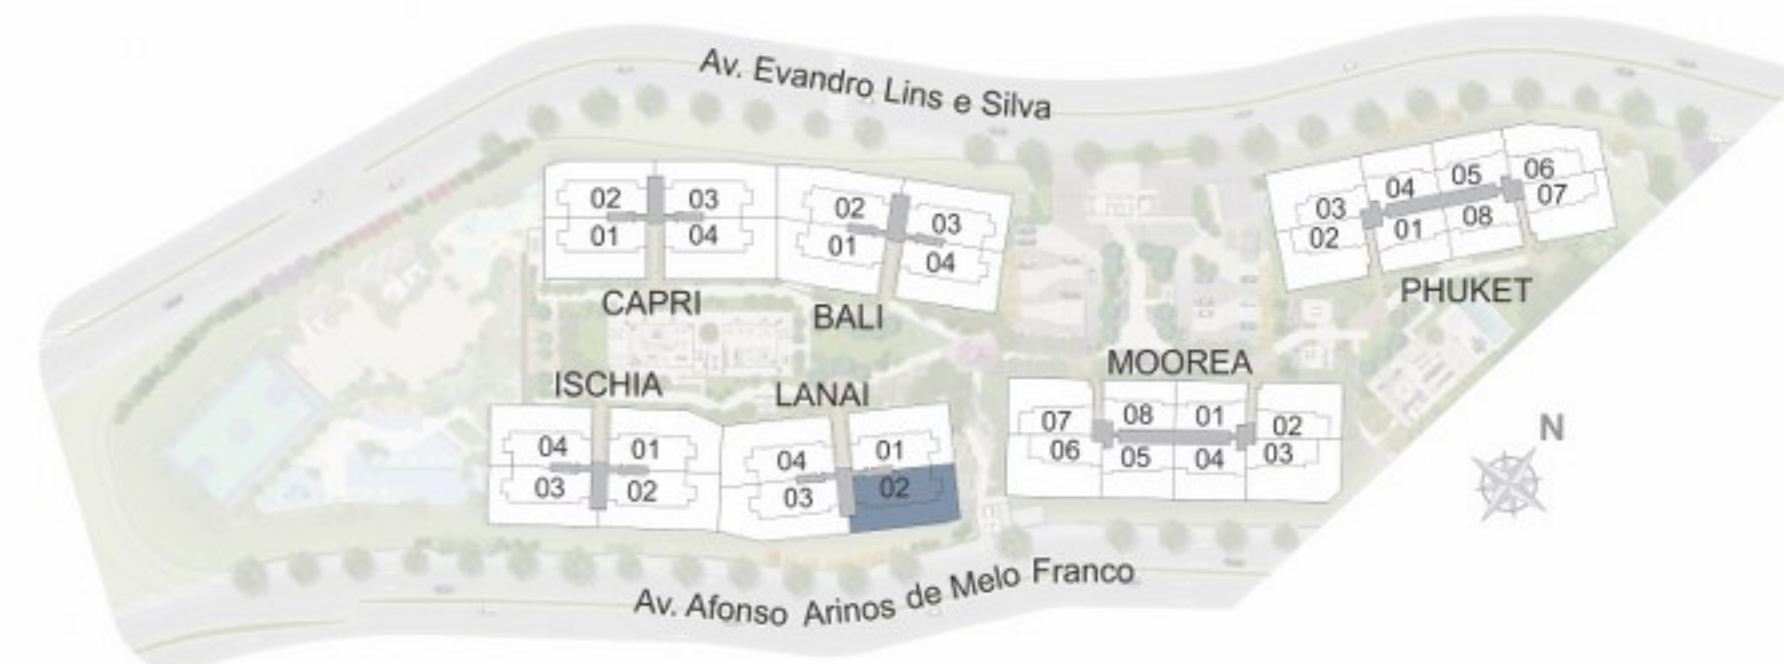 Av. Evandro Lins e Silva
02 03
01 04
CAPRI
02 03
01 04
BALI
03 04 05 06
02 01 08 07
PHUKET
ISCHIA
04 01
03 02
LANAI
04 01
03 02
MOOREA
07 08 01 02
06 05 04 03
N
Av. Afonso Arinos de Melo Franco